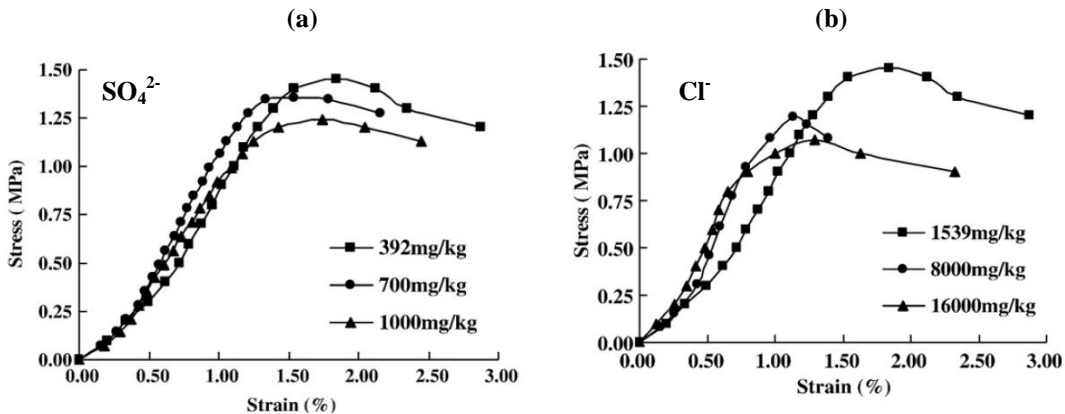 (a)
SO₄²⁻
Stress ( MPa)
1.50
1.25
1.00
0.75
0.50
0.25
0.00
0.00 0.50 1.00 1.50 2.00 2.50 3.00
Strain (%)
392mg/kg
700mg/kg
1000mg/kg
(b)
Cl⁻
Stress ( MPa)
1.50
1.25
1.00
0.75
0.50
0.25
0.00
0.00 0.50 1.00 1.50 2.00 2.50 3.00
Strain (%)
1539mg/kg
8000mg/kg
16000mg/kg